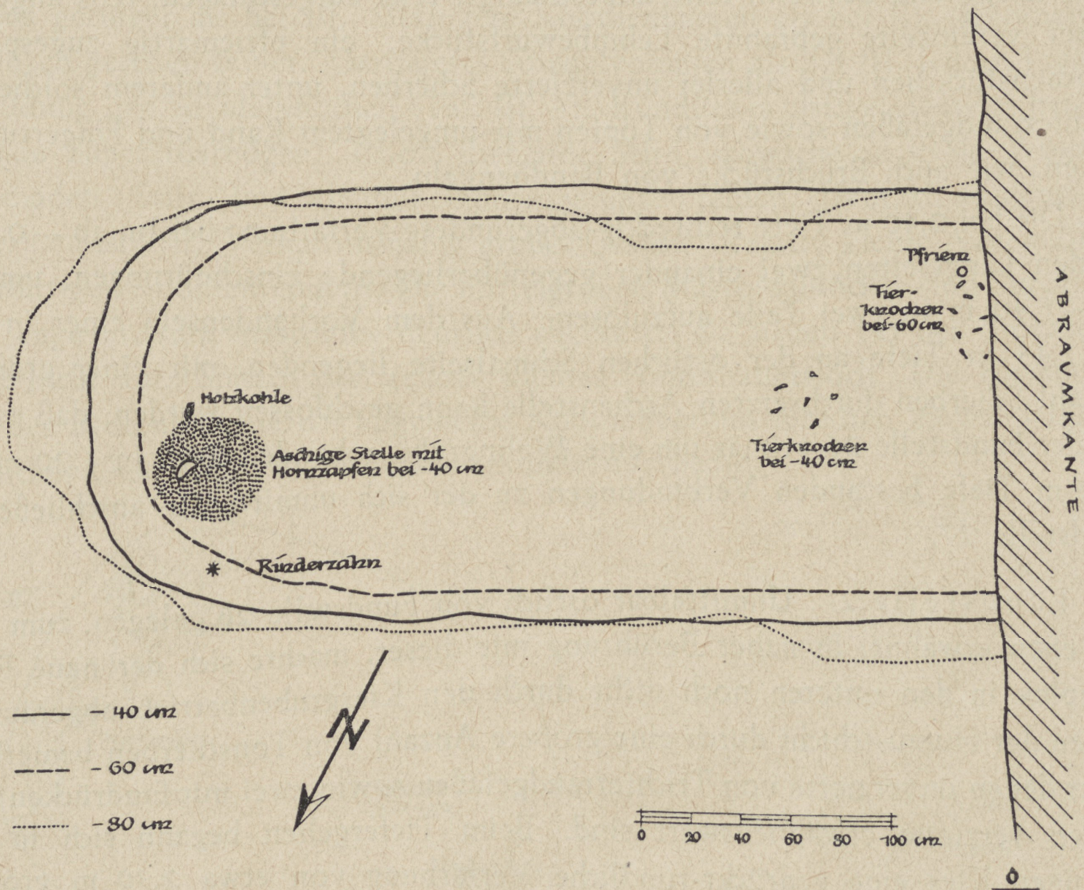 Pfriem
Tier-
knochen
bei -60 cm
ABRAUMKANTE
Holzkohle
Aschige Stelle mit
Hornzapfen bei -40 cm
Tierknochen
bei -40 cm
Rinderzahn
N
- 40 cm
- 60 cm
- 80 cm
0 20 40 60 80 100 cm